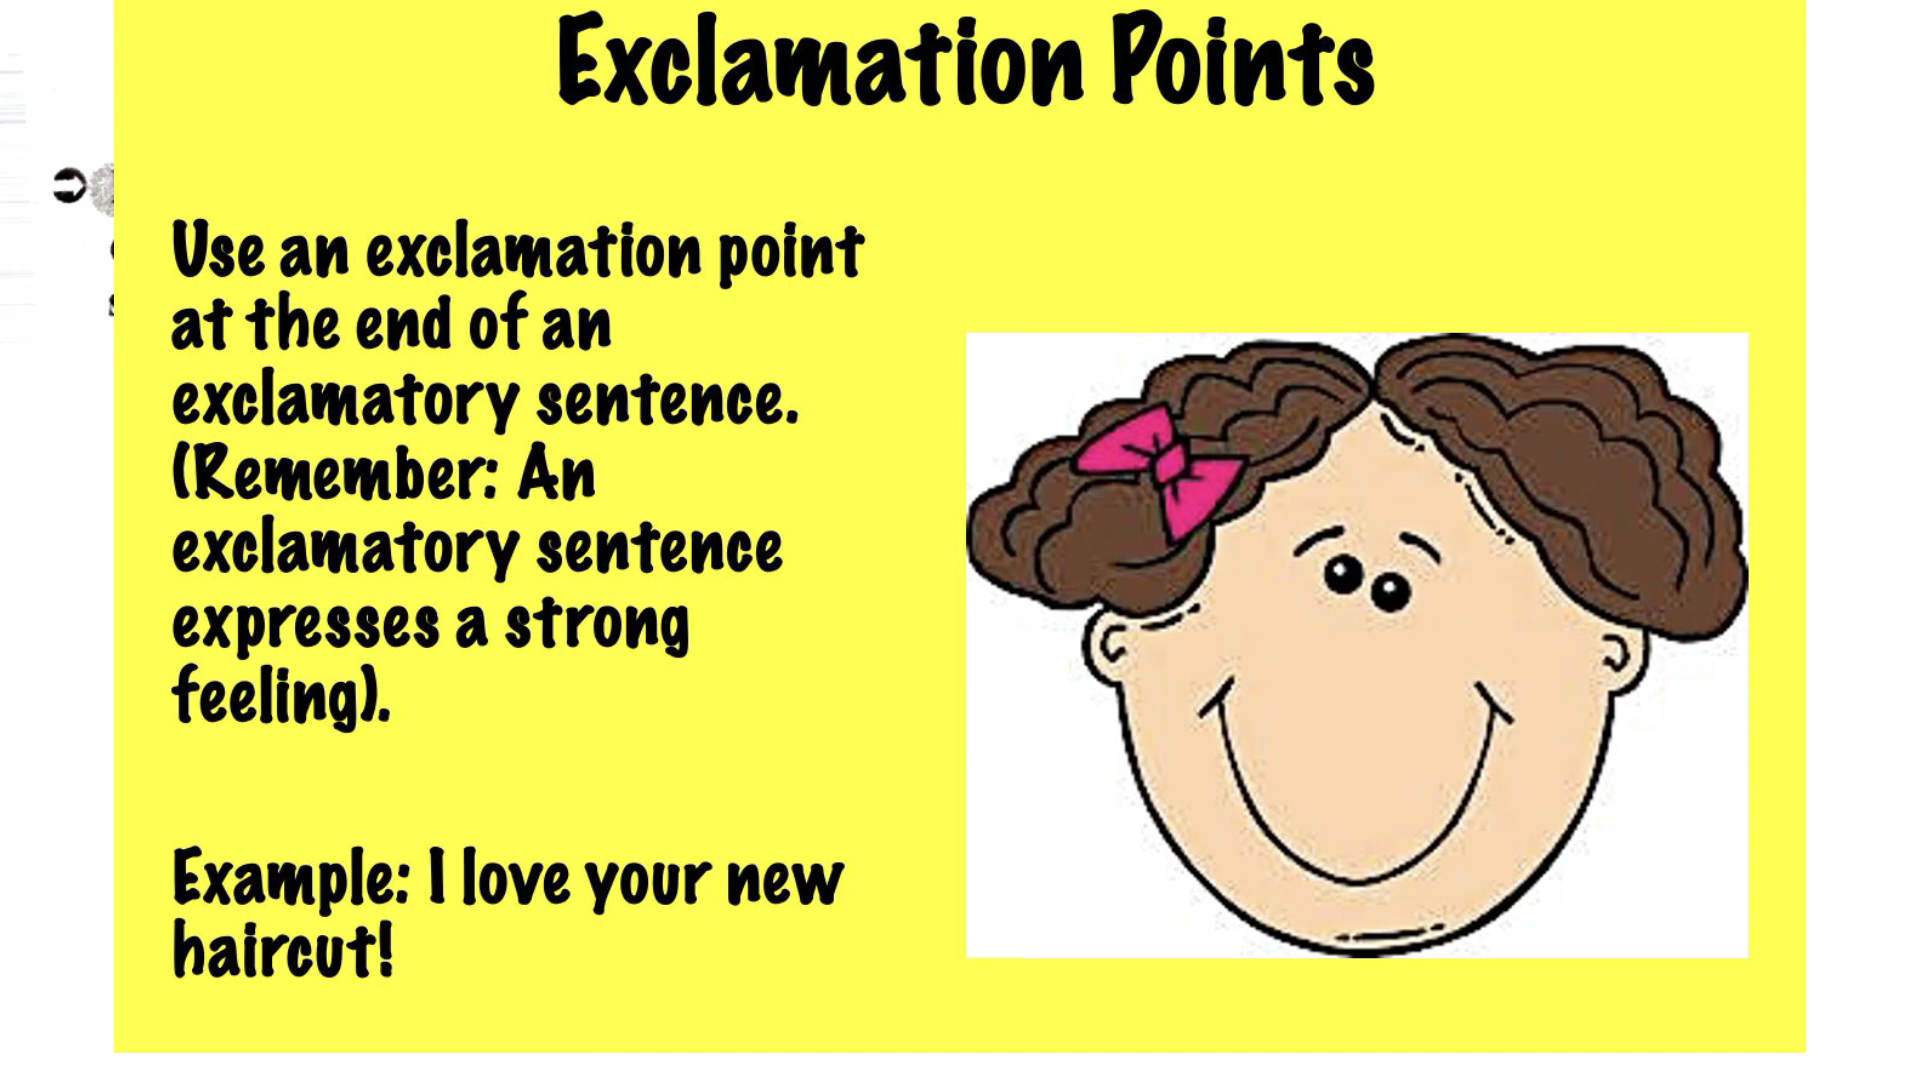 Exclamation Points
Use an exclamation point
at the end of an
exclamatory sentence.
(Remember: An
exclamatory sentence
expresses a strong
feeling).
Example: I love your new
haircut!